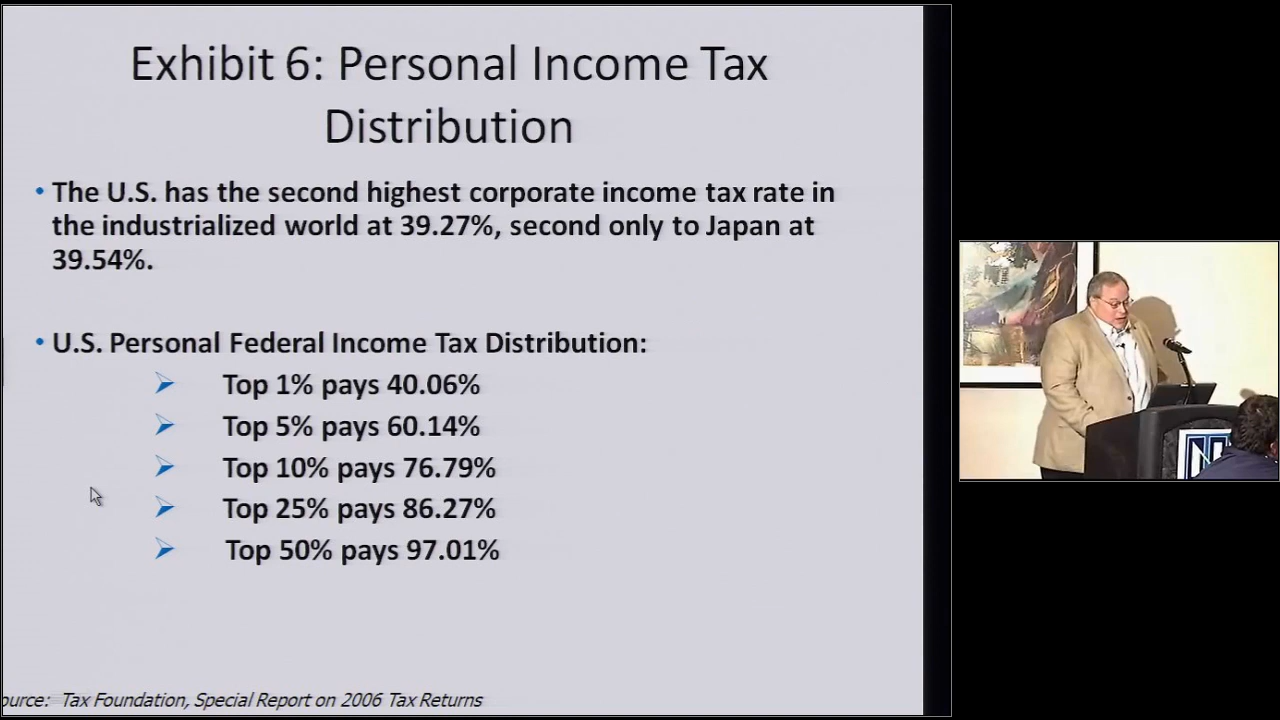 Exhibit 6: Personal Income Tax
Distribution
• The U.S. has the second highest corporate income tax rate in
the industrialized world at 39.27%, second only to Japan at
39.54%.
• U.S. Personal Federal Income Tax Distribution:
➢ Top 1% pays 40.06%
➢ Top 5% pays 60.14%
➢ Top 10% pays 76.79%
➢ Top 25% pays 86.27%
➢ Top 50% pays 97.01%
ource: Tax Foundation, Special Report on 2006 Tax Returns